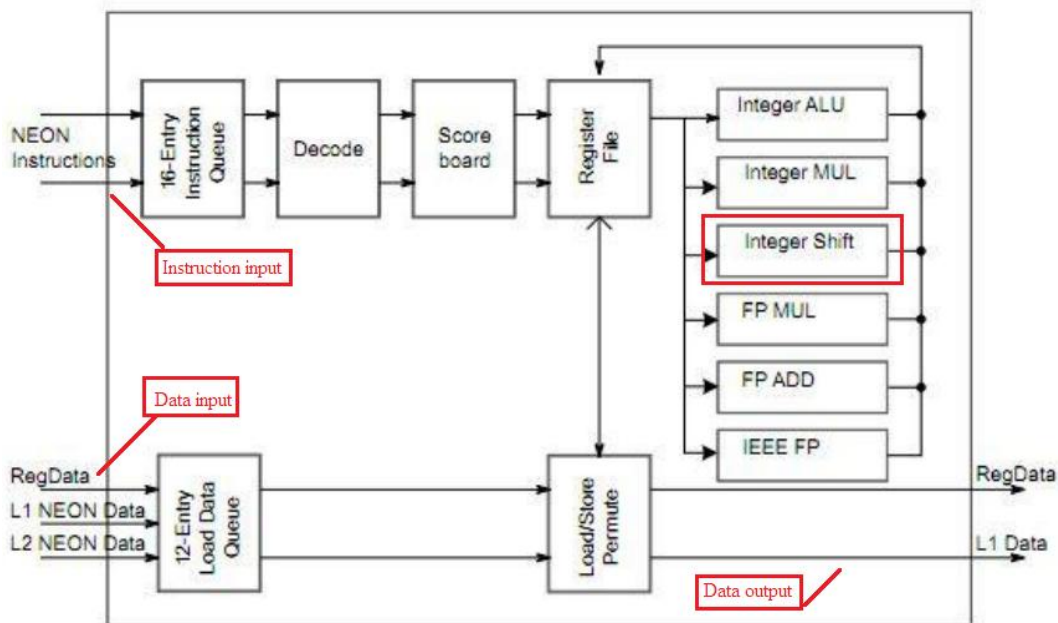 NEON
Instructions
16-Entry
Instruction
Queue
Decode
Score
board
Register
File
Integer ALU
Integer MUL
Integer Shift
FP MUL
FP ADD
IEEE FP
Instruction input
Data input
RegData
L1 NEON Data
L2 NEON Data
12-Entry
Load Data
Queue
Load/Store
Permute
RegData
L1 Data
Data output